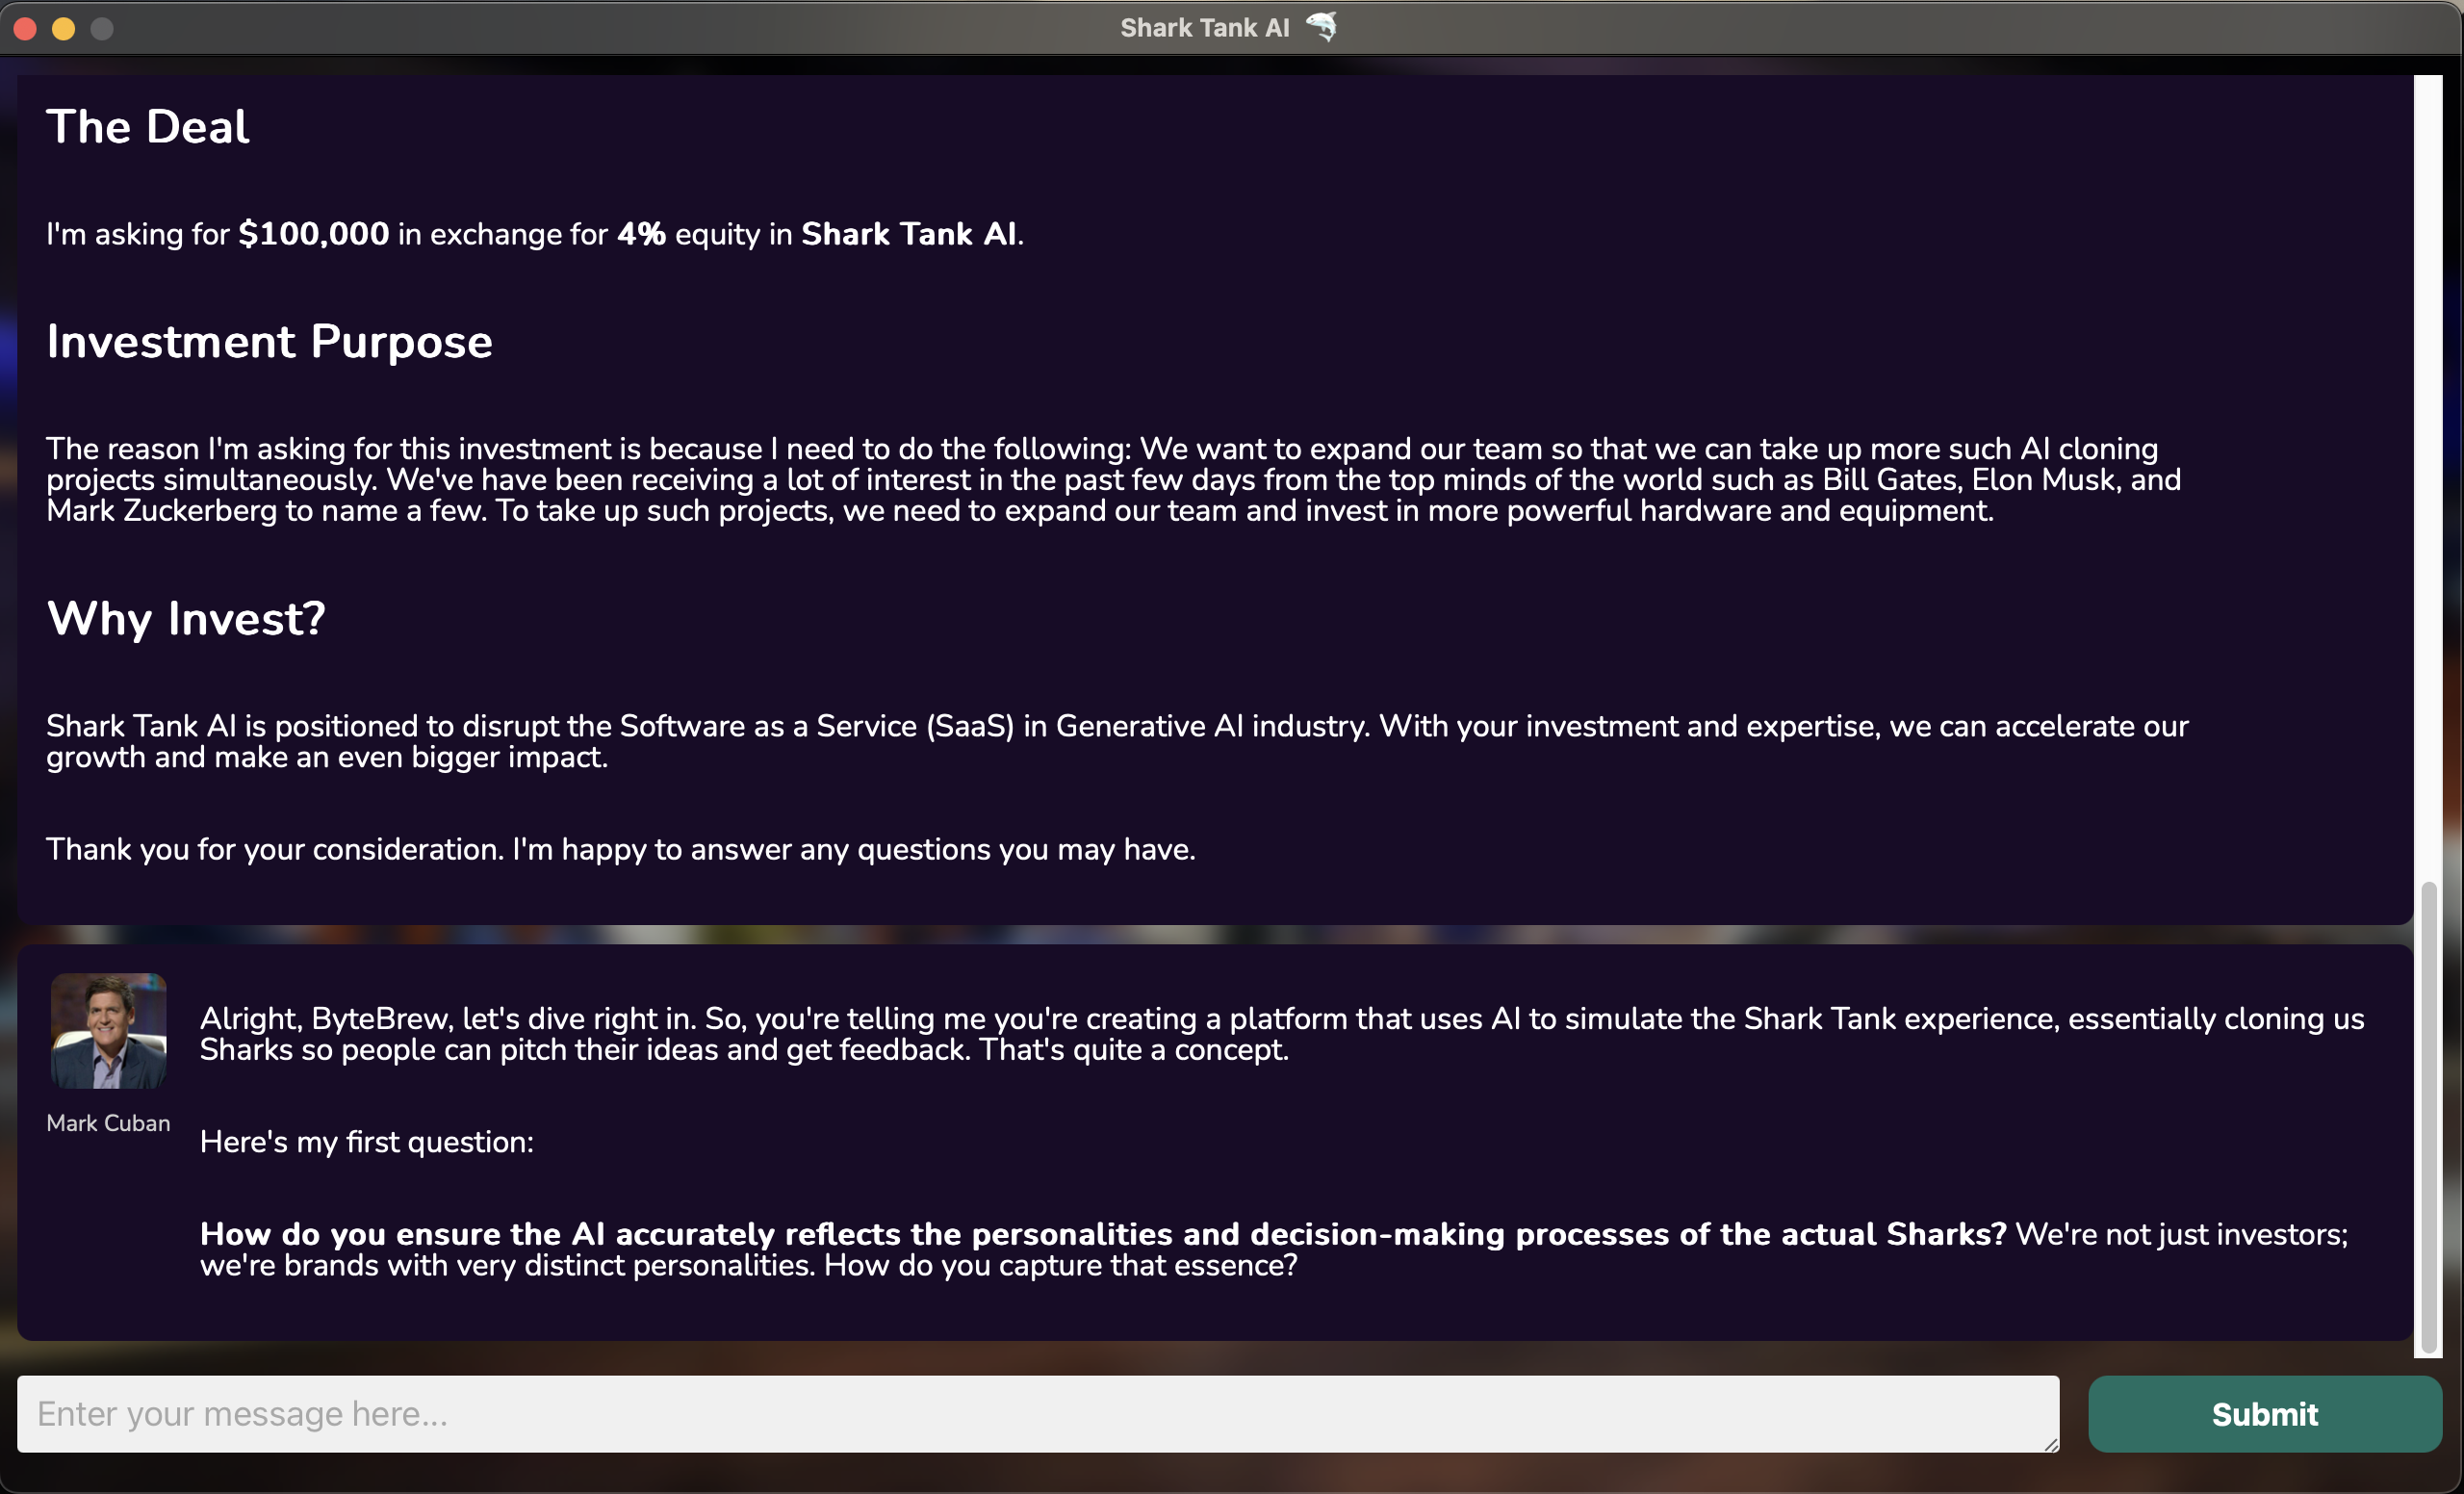 Shark Tank AI
The Deal
I'm asking for $100,000 in exchange for 4% equity in Shark Tank AI.
Investment Purpose
The reason I'm asking for this investment is because I need to do the following: We want to expand our team so that we can take up more such AI cloning
projects simultaneously. We've have been receiving a lot of interest in the past few days from the top minds of the world such as Bill Gates, Elon Musk, and
Mark Zuckerberg to name a few. To take up such projects, we need to expand our team and invest in more powerful hardware and equipment.
Why Invest?
Shark Tank AI is positioned to disrupt the Software as a Service (SaaS) in Generative AI industry. With your investment and expertise, we can accelerate our
growth and make an even bigger impact.
Thank you for your consideration. I'm happy to answer any questions you may have.
Mark Cuban
Alright, ByteBrew, let's dive right in. So, you're telling me you're creating a platform that uses AI to simulate the Shark Tank experience, essentially cloning us
Sharks so people can pitch their ideas and get feedback. That's quite a concept.
Here's my first question:
How do you ensure the AI accurately reflects the personalities and decision-making processes of the actual Sharks? We're not just investors;
we're brands with very distinct personalities. How do you capture that essence?
Enter your message here...
Submit